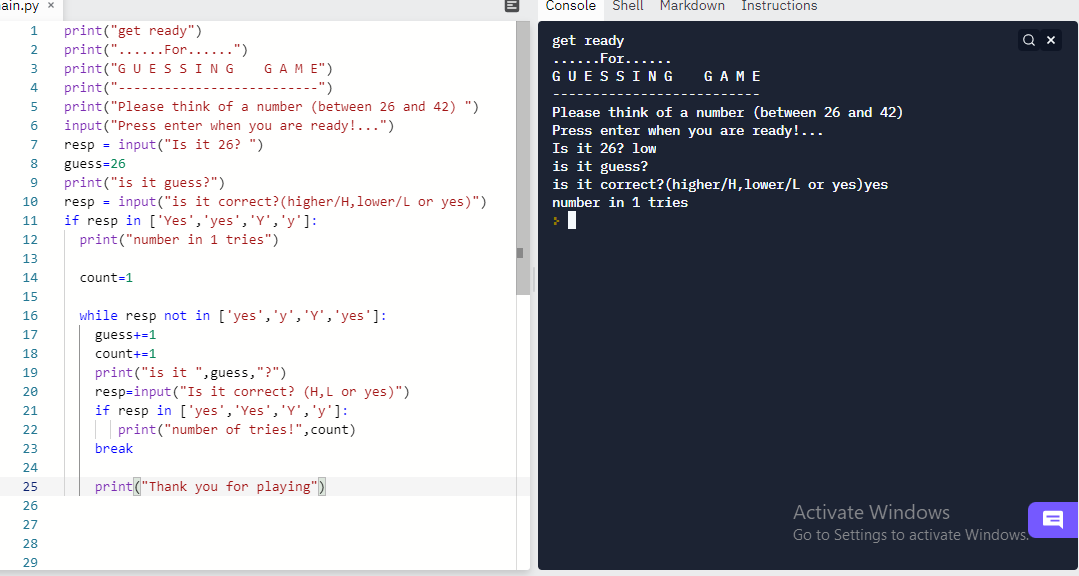 ain.py ×
1 print("get ready")
2 print("......For......")
3 print("G U E S S I N G    G A M E")
4 print("--------------------------")
5 print("Please think of a number (between 26 and 42) ")
6 input("Press enter when you are ready!...")
7 resp = input("Is it 26? ")
8 guess=26
9 print("is it guess?")
10 resp = input("is it correct?(higher/H,lower/L or yes)")
11 if resp in ['Yes','yes','Y','y']:
12   print("number in 1 tries")
13
14   count=1
15
16   while resp not in ['yes','y','Y','yes']:
17     guess+=1
18     count+=1
19     print("is it ",guess,"?")
20     resp=input("Is it correct? (H,L or yes)")
21     if resp in ['yes','Yes','Y','y']:
22        print("number of tries!",count)
23     break
24
25     print("Thank you for playing")
26
27
28
29
Console Shell Markdown Instructions
get ready
......For......
G U E S S I N G    G A M E
--------------------------
Please think of a number (between 26 and 42)
Press enter when you are ready!...
Is it 26? low
is it guess?
is it correct?(higher/H,lower/L or yes)yes
number in 1 tries
>
Activate Windows
Go to Settings to activate Windows.